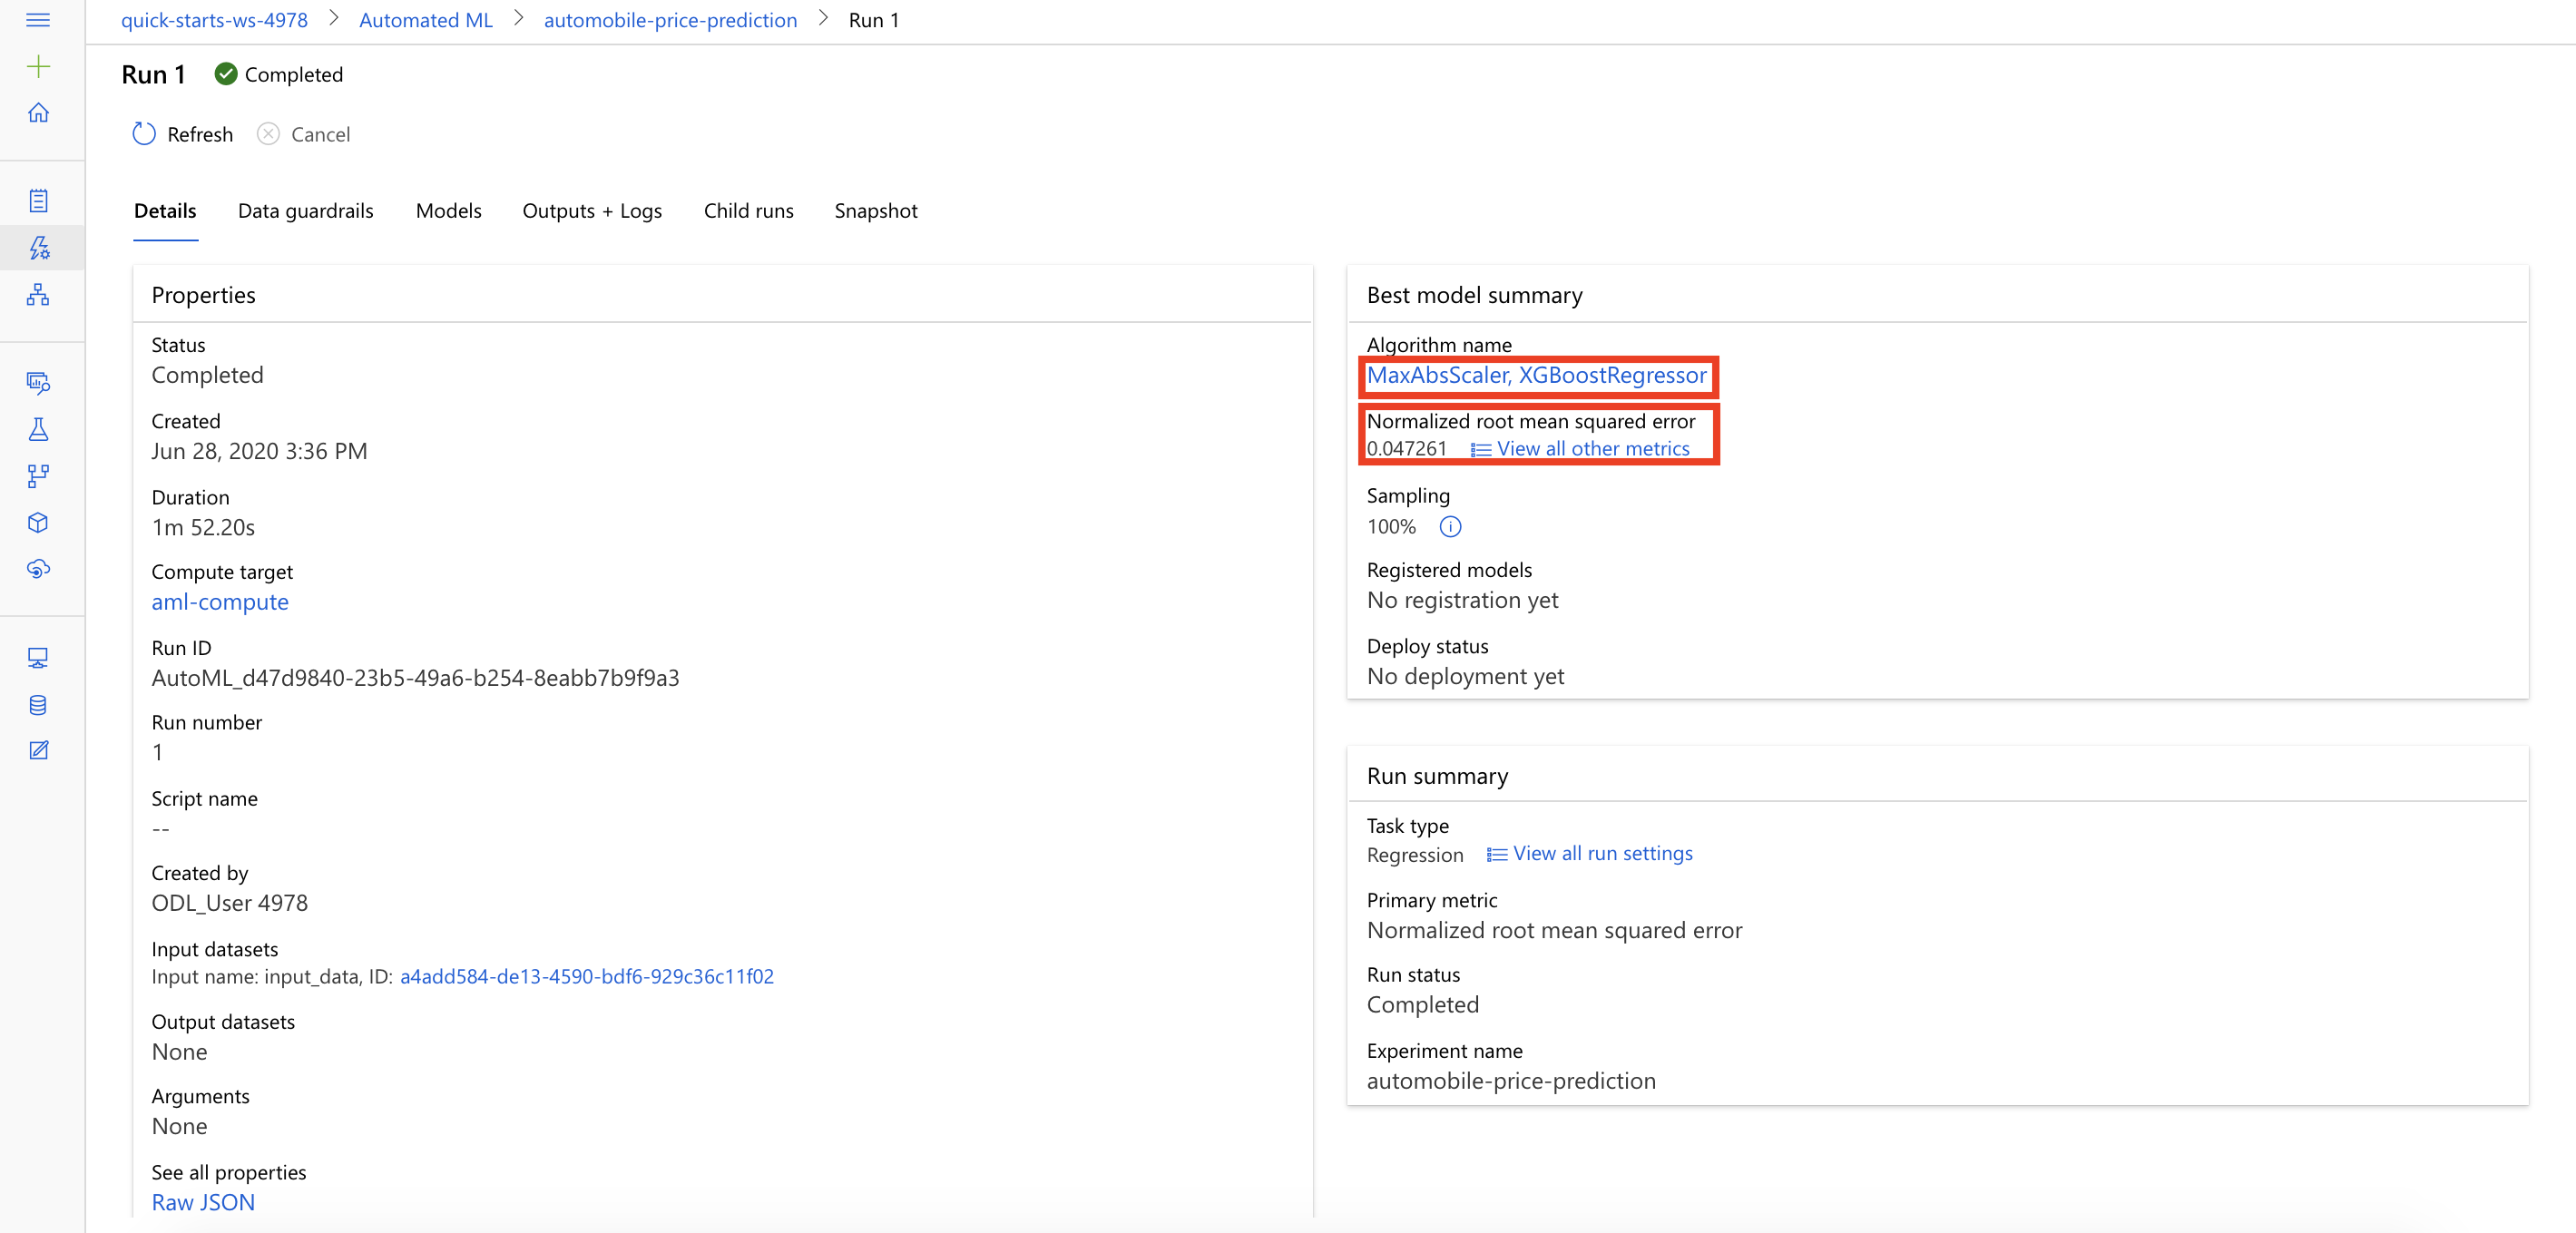 quick-starts-ws-4978 > Automated ML > automobile-price-prediction > Run 1
Run 1 Completed
Refresh Cancel
Details Data guardrails Models Outputs + Logs Child runs Snapshot
Properties
Status
Completed
Created
Jun 28, 2020 3:36 PM
Duration
1m 52.20s
Compute target
aml-compute
Run ID
AutoML_d47d9840-23b5-49a6-b254-8eabb7b9f9a3
Run number
1
Script name
--
Created by
ODL_User 4978
Input datasets
Input name: input_data, ID: a4add584-de13-4590-bdf6-929c36c11f02
Output datasets
None
Arguments
None
See all properties
Raw JSON
Best model summary
Algorithm name
MaxAbsScaler, XGBoostRegressor
Normalized root mean squared error
0.047261 View all other metrics
Sampling
100%
Registered models
No registration yet
Deploy status
No deployment yet
Run summary
Task type
Regression View all run settings
Primary metric
Normalized root mean squared error
Run status
Completed
Experiment name
automobile-price-prediction